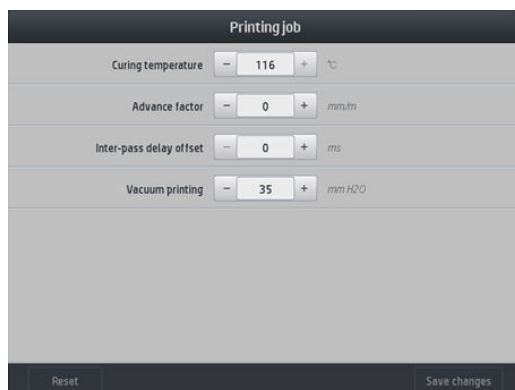 Printing job
Curing temperature - 116 + °C
Advance factor - 0 + mm/m
Inter-pass delay offset - 0 + ms
Vacuum printing - 35 + mm H2O
Reset Save changes